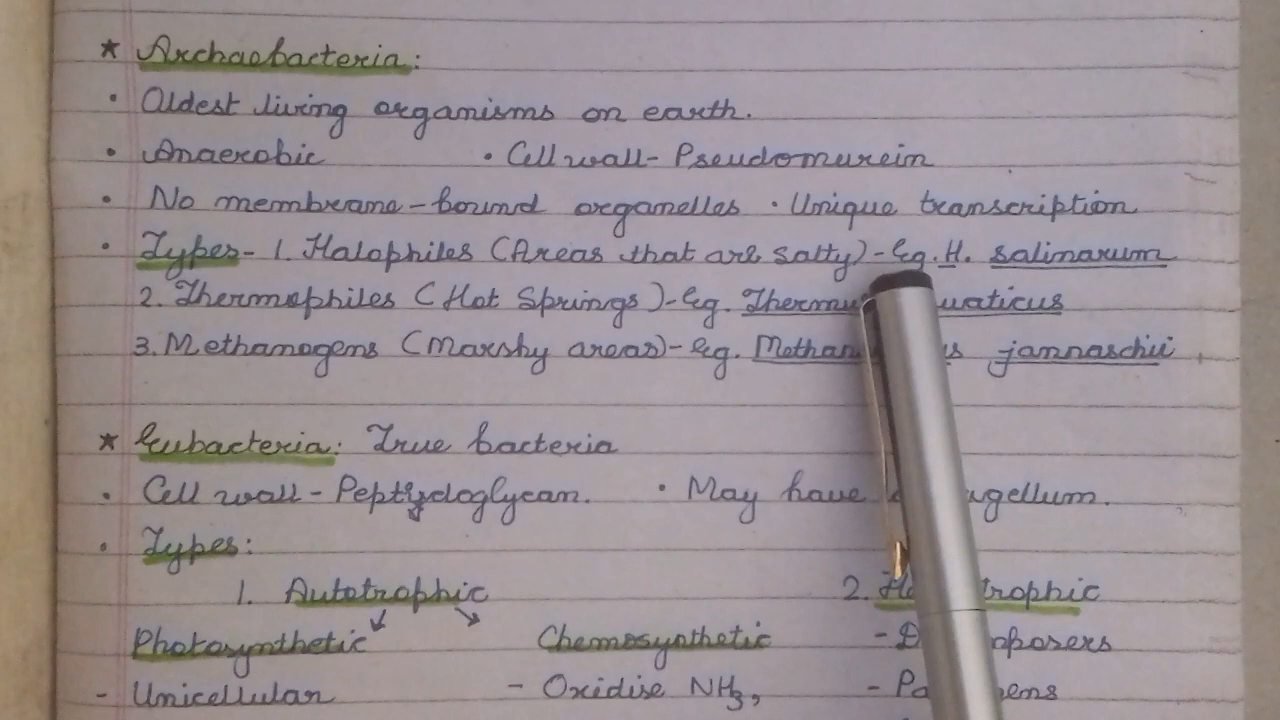 * Archaebacteria:
• Oldest living organisms on earth.
• Anaerobic • Cell wall- Pseudomurein
• No membrane-bound organelles • Unique transcription
• Types- 1. Halophiles (Areas that are salty)- Eg. H. salinarum
2. Thermophiles (Hot Springs)- Eg.
3. Methanogens (Marshy areas)- Eg. jannaschii
* Eubacteria: True bacteria
• Cell wall - Peptydoglycan. • May have
• Types:
1. Autotrophic 2.
Photosynthetic Chemosynthetic -
- Unicellular - Oxidise NH3, -